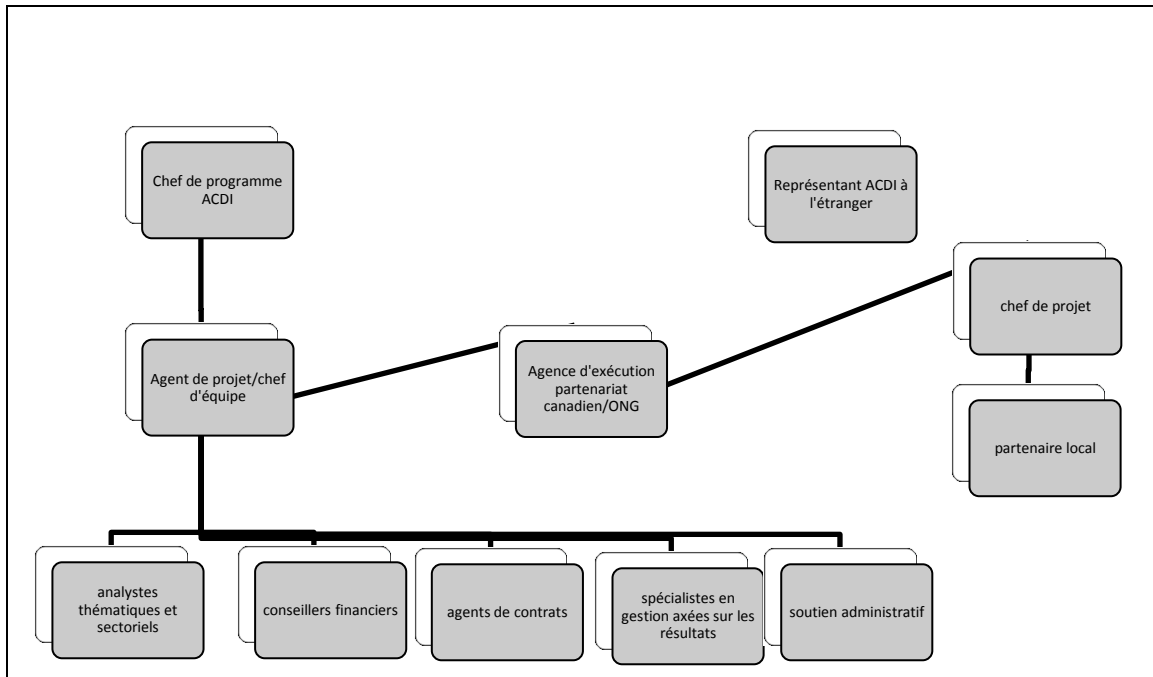 Chef de programme
ACDI
Représentant ACDI à
l'étranger
chef de projet
Agent de projet/chef
d'équipe
Agence d'exécution
partenariat
canadien/ONG
partenaire local
analystes
thématiques et
sectoriels
conseillers financiers
agents de contrats
spécialistes en
gestion axées sur les
résultats
soutien administratif